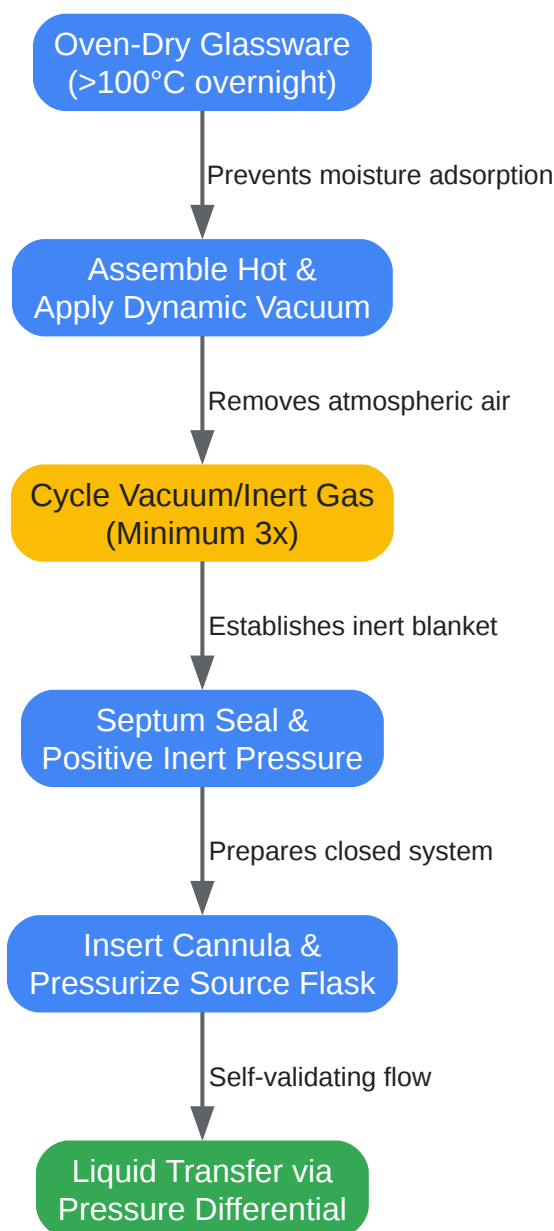 Oven-Dry Glassware
(>100°C overnight)
Prevents moisture adsorption
Assemble Hot &
Apply Dynamic Vacuum
Removes atmospheric air
Cycle Vacuum/Inert Gas
(Minimum 3x)
Establishes inert blanket
Septum Seal &
Positive Inert Pressure
Prepares closed system
Insert Cannula &
Pressurize Source Flask
Self-validating flow
Liquid Transfer via
Pressure Differential